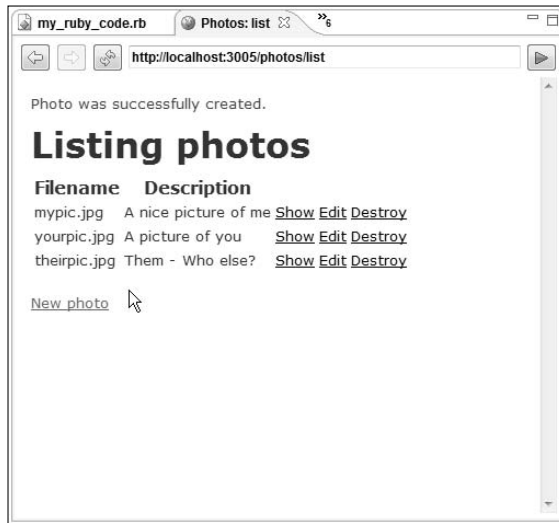 my_ruby_code.rb Photos: list »6
http://localhost:3005/photos/list
Photo was successfully created.
Listing photos
Filename Description
mypic.jpg A nice picture of me Show Edit Destroy
yourpic.jpg A picture of you Show Edit Destroy
theirpic.jpg Them - Who else? Show Edit Destroy
New photo